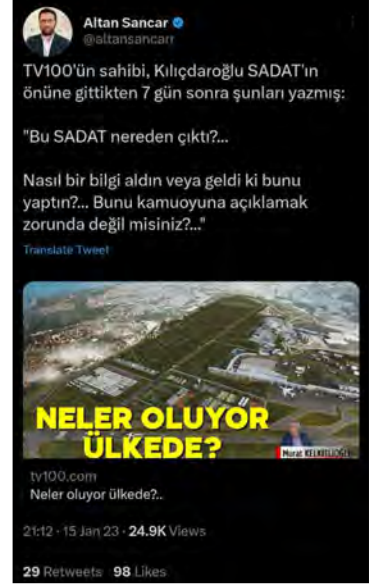 Altan Sancar
@altansancarr
TV100'ün sahibi, Kılıçdaroğlu SADAT'ın
önüne gittikten 7 gün sonra şunları yazmış:
"Bu SADAT nereden çıktı?...
Nasıl bir bilgi aldın veya geldi ki bunu
yaptın?... Bunu kamuoyuna açıklamak
zorunda değil misiniz?..."
Translate Tweet
NELER OLUYOR
ÜLKEDE?
Murat
tv100.com
Neler oluyor ülkede?..
21:12 · 15 Jan 23 · 24.9K Views
29 Retweets 98 Likes